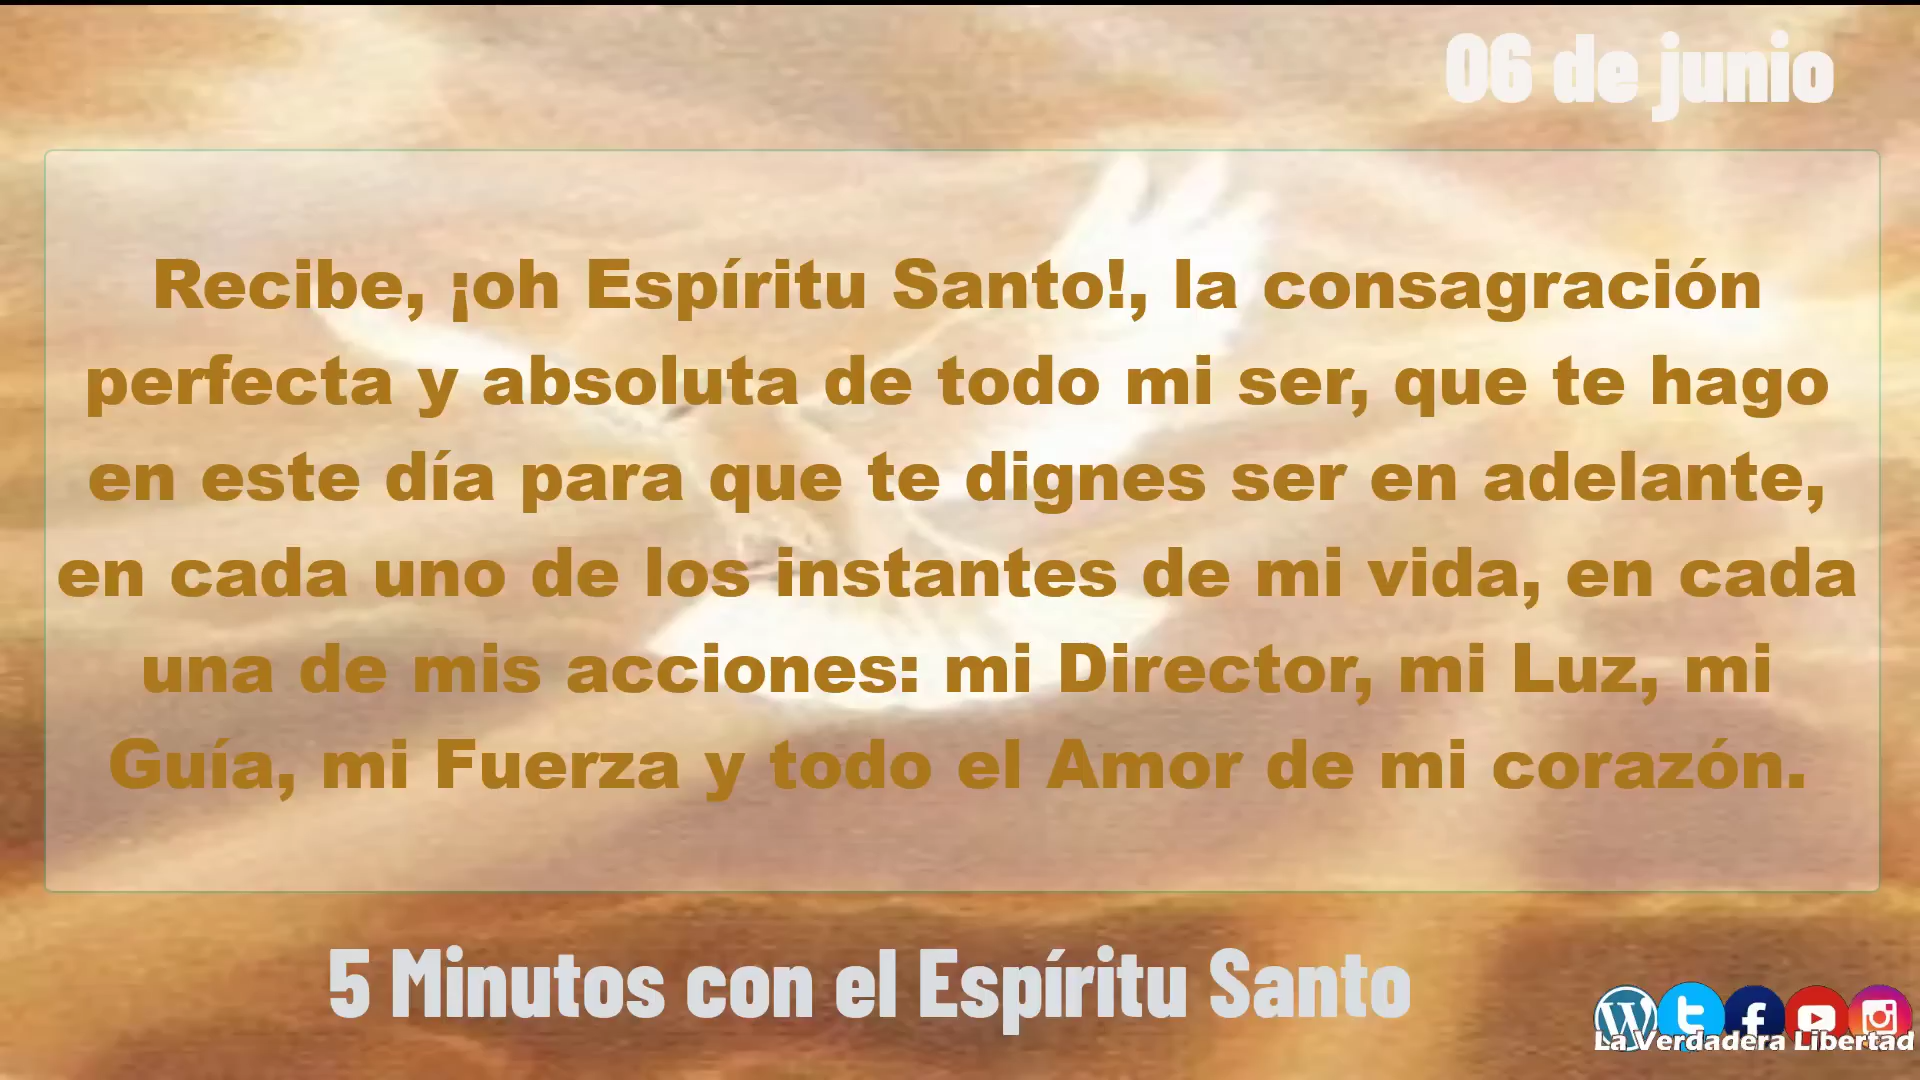 06 de junio
Recibe, ¡oh Espíritu Santo!, la consagración
perfecta y absoluta de todo mi ser, que te hago
en este día para que te dignes ser en adelante,
en cada uno de los instantes de mi vida, en cada
una de mis acciones: mi Director, mi Luz, mi
Guía, mi Fuerza y todo el Amor de mi corazón.
5 Minutos con el Espíritu Santo
La Verdadera Libertad